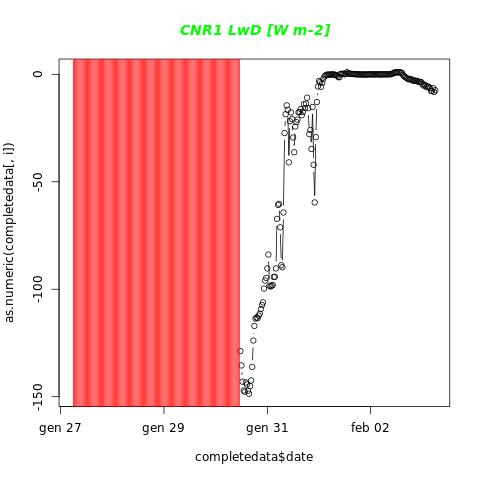 CNR1 LwD [W m-2]
as.numeric(completedata[, i])
0
-50
-100
-150
gen 27
gen 29
gen 31
feb 02
completedata$date